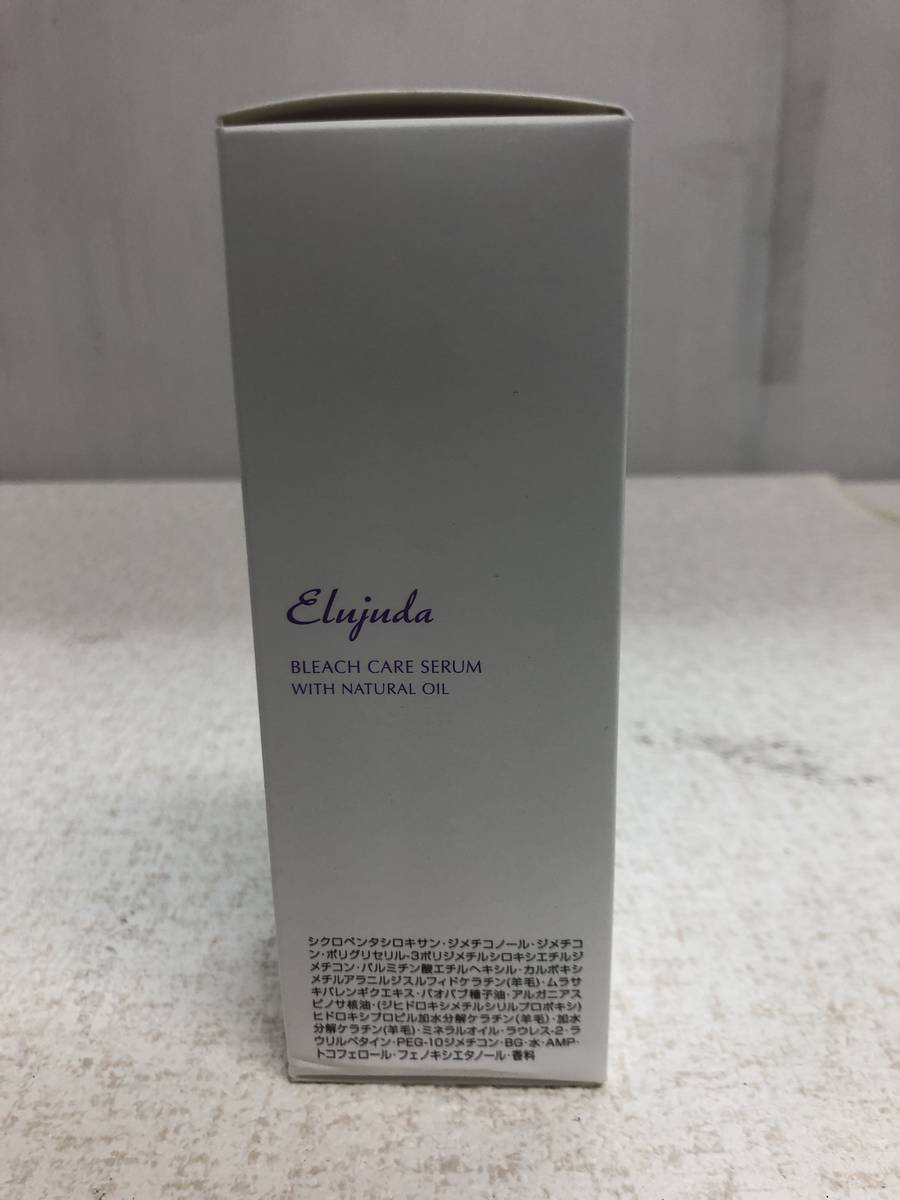 Elujuda
BLEACH CARE SERUM
WITH NATURAL OIL
シクロペンタシロキサン・ジメチコノール・ジメチコ
ン・ポリグリセリル-3ポリジメチルシロキシエチルジ
メチコン・パルミチン酸エチルヘキシル・カルボキシ
メチルアラニルジスルフィドケラチン(羊毛)・ムラサ
キバレンギクエキス・バオバブ種子油・アルガニアス
ピノサ核油・(ジヒドロキシメチルシリルプロポキシ)
ヒドロキシプロピル加水分解ケラチン(羊毛)・加水
分解ケラチン(羊毛)・ミネラルオイル・ラウレス-2・ラ
ウリルベタイン・PEG-10ジメチコン・BG・水・AMP・
トコフェロール・フェノキシエタノール・香料